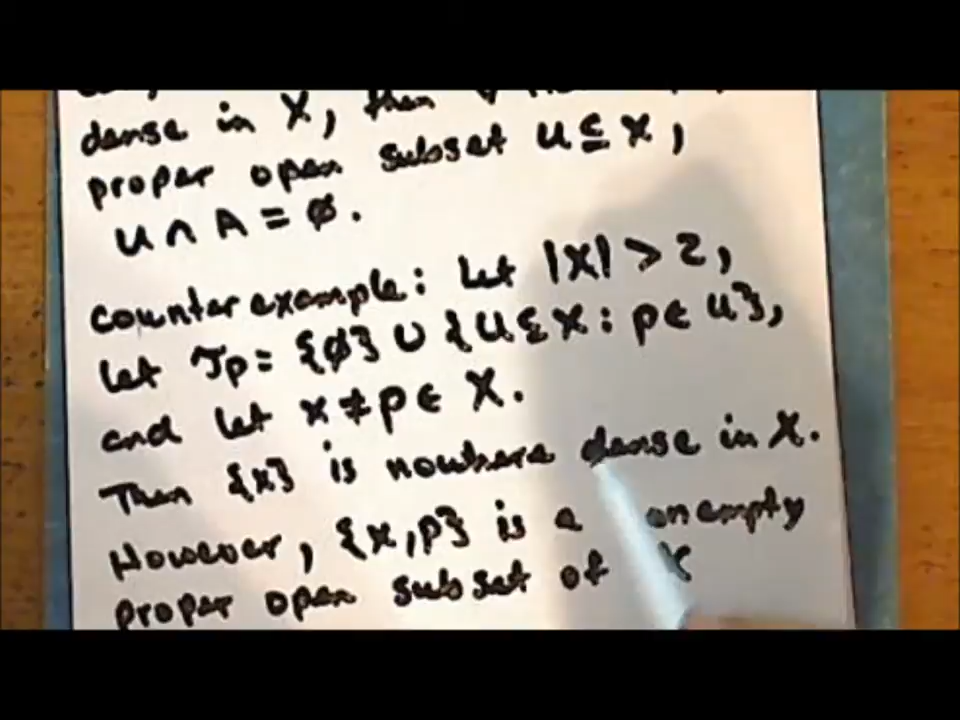 dense in X, then ∀
proper open subset U ⊆ X,
U ∩ A = ∅.
counterexample: let |X| > 2,
let Tp = {∅} ∪ {U ⊆ X : p ∈ U},
and let x ≠ p ∈ X.
Then {x} is nowhere dense in X.
However, {x,p} is a
proper open subset of X